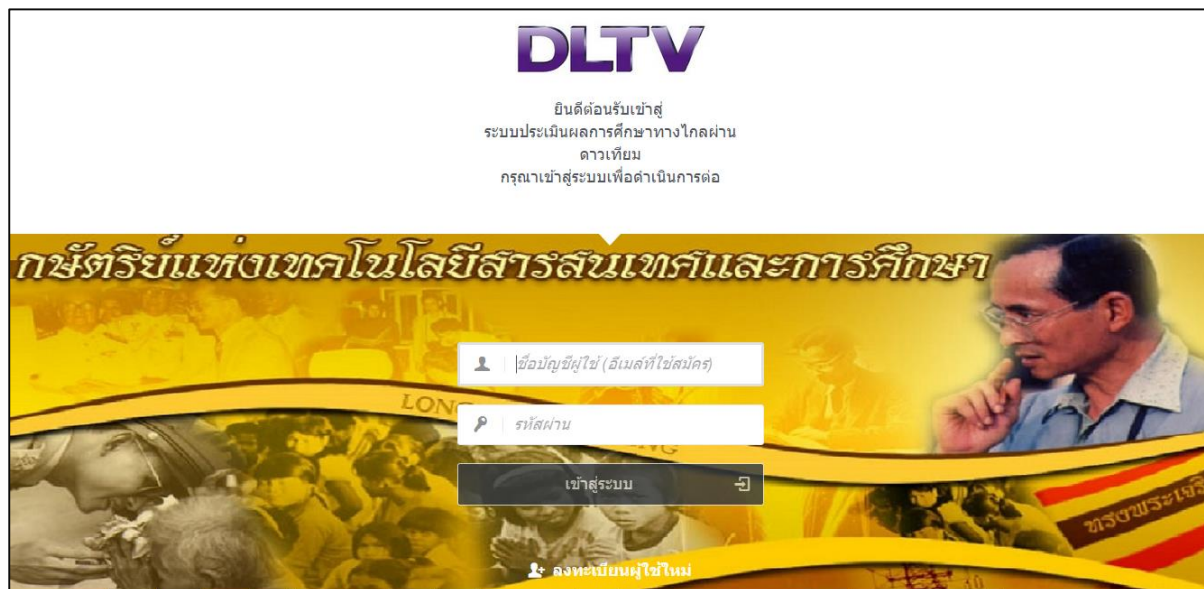 DLTV
ยินดีต้อนรับเข้าสู่
ระบบประเมินผลการศึกษาทางไกลผ่าน
ดาวเทียม
กรุณาเข้าสู่ระบบเพื่อดำเนินการต่อ
กษัตริย์แห่งเทคโนโลยีสารสนเทศและการศึกษา
ชื่อบัญชีผู้ใช้ (อีเมล์ที่ใช้สมัคร)
LONG
รหัสผ่าน
เข้าสู่ระบบ
ลงทะเบียนผู้ใช้ใหม่